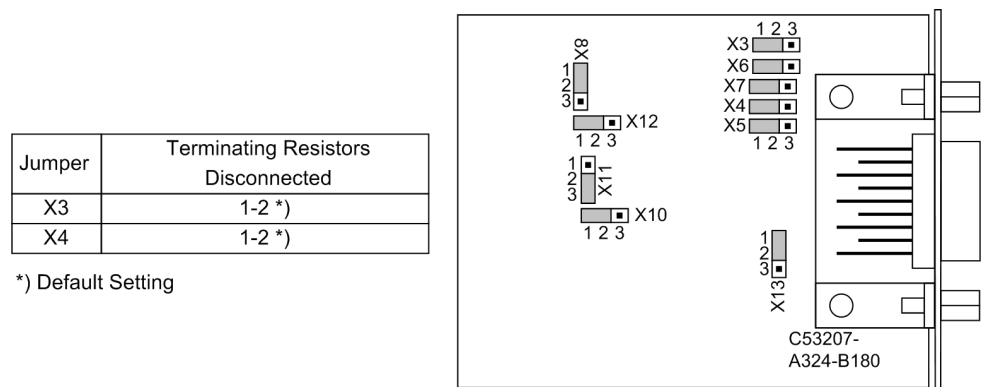 Jumper
Terminating Resistors
Disconnected
X3
1-2 *)
X4
1-2 *)
*) Default Setting
1 2 3
X3
X6
X7
X4
X5
1 2 3
X8
1
2
3
X12
1 2 3
1
2
3
X11
X10
1 2 3
1
2
3
X13
C53207-
A324-B180